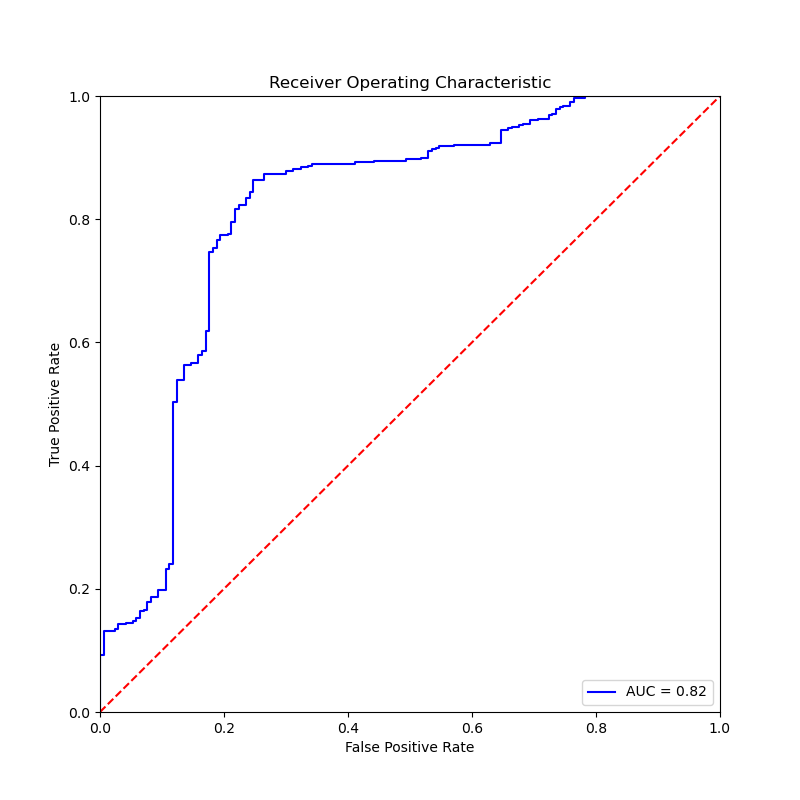 Receiver Operating Characteristic
1.0
0.8
0.6
0.4
0.2
0.0
True Positive Rate
AUC = 0.82
0.0 0.2 0.4 0.6 0.8 1.0
False Positive Rate